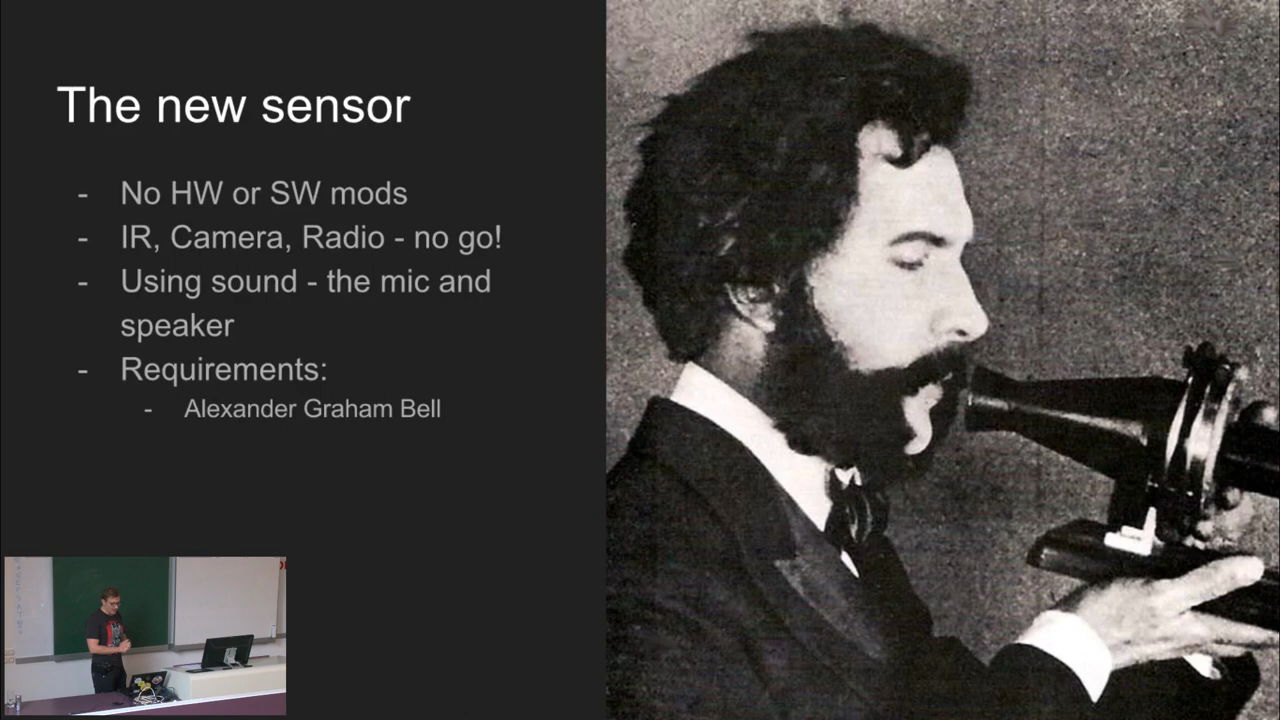 The new sensor
- No HW or SW mods
- IR, Camera, Radio - no go!
- Using sound - the mic and
speaker
- Requirements:
- Alexander Graham Bell